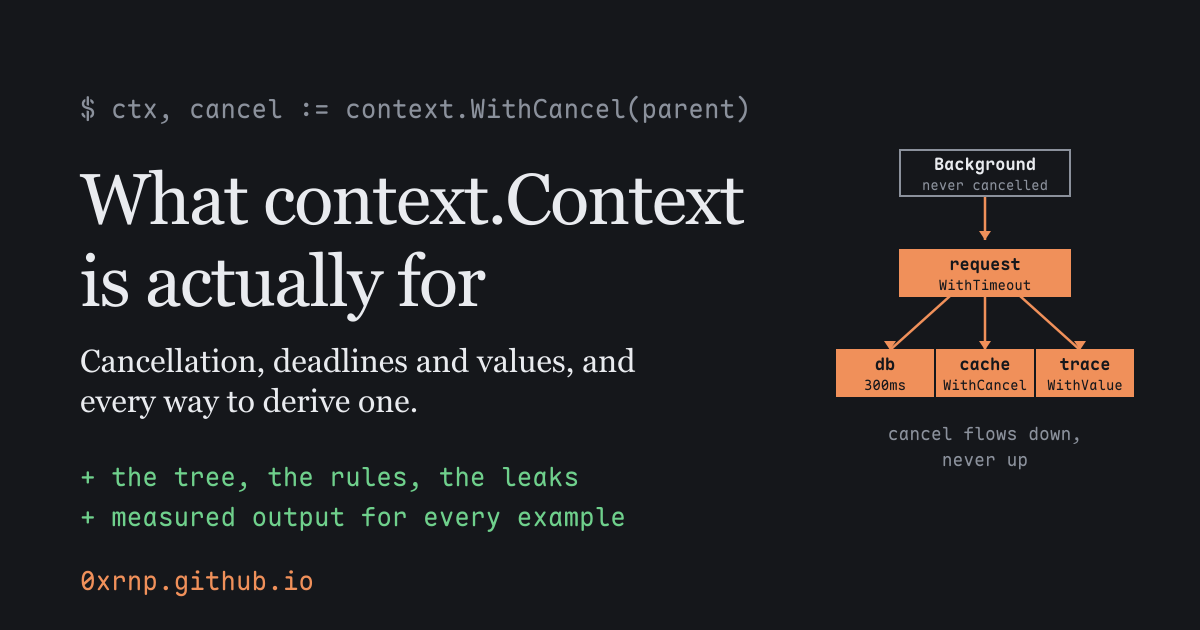 $ ctx, cancel := context.WithCancel(parent)
What context.Context
is actually for
Cancellation, deadlines and values, and
every way to derive one.
+ the tree, the rules, the leaks
+ measured output for every example
0xrnp.github.io
Background
never cancelled
request
WithTimeout
db
300ms
cache
WithCancel
trace
WithValue
cancel flows down,
never up